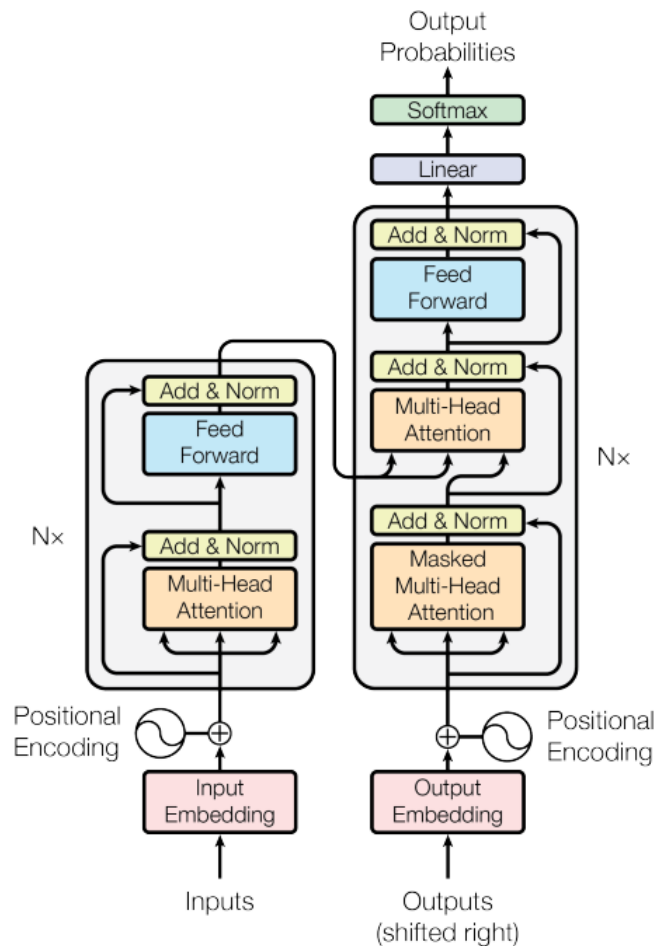 Output
Probabilities
Softmax
Linear
Add & Norm
Feed
Forward
Add & Norm
Multi-Head
Attention
Nx
Add & Norm
Masked
Multi-Head
Attention
Add & Norm
Feed
Forward
Nx
Add & Norm
Multi-Head
Attention
Positional
Encoding
Positional
Encoding
Input
Embedding
Output
Embedding
Inputs
Outputs
(shifted right)